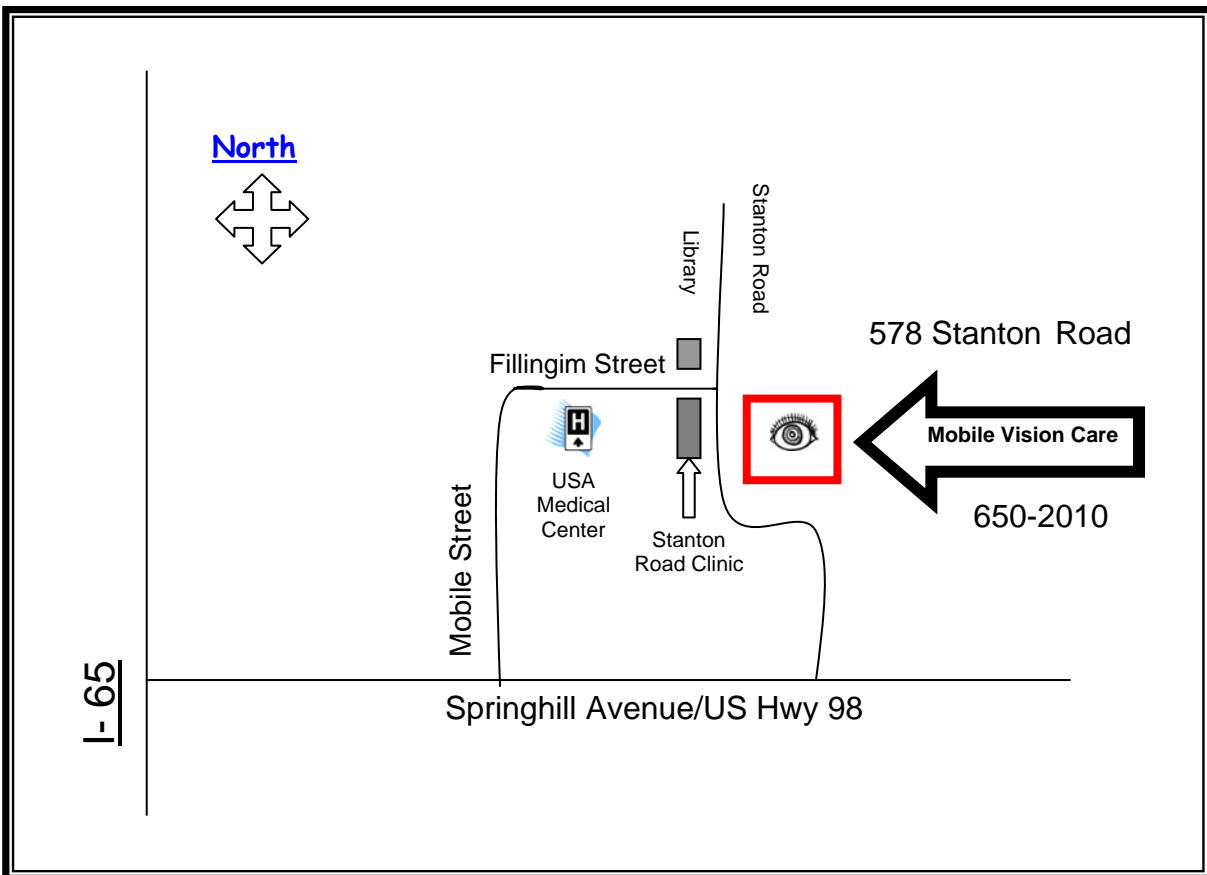 North
Stanton Road
Library
578 Stanton Road
Fillingim Street
H
Mobile Vision Care
USA
Medical
Center
650-2010
Stanton
Road Clinic
Mobile Street
I- 65
Springhill Avenue/US Hwy 98